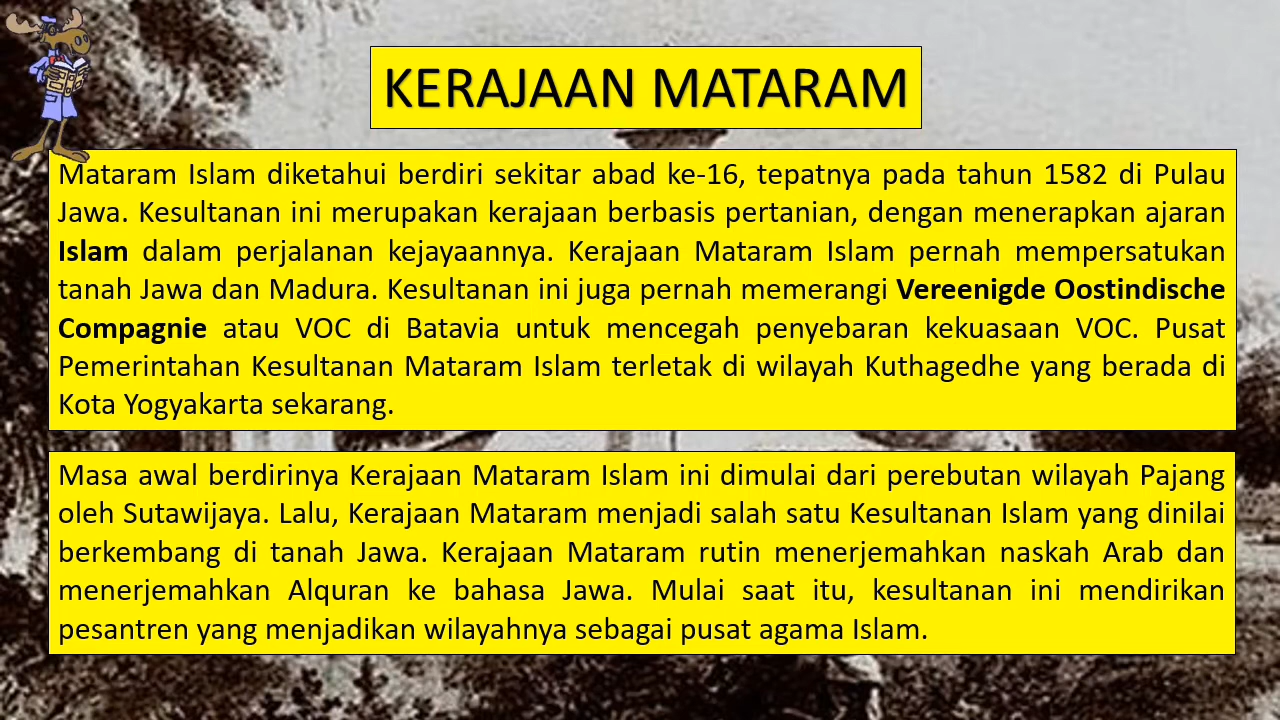 KERAJAAN MATARAM
Mataram Islam diketahui berdiri sekitar abad ke-16, tepatnya pada tahun 1582 di Pulau
Jawa. Kesultanan ini merupakan kerajaan berbasis pertanian, dengan menerapkan ajaran
Islam dalam perjalanan kejayaannya. Kerajaan Mataram Islam pernah mempersatukan
tanah Jawa dan Madura. Kesultanan ini juga pernah memerangi Vereenigde Oostindische
Compagnie atau VOC di Batavia untuk mencegah penyebaran kekuasaan VOC. Pusat
Pemerintahan Kesultanan Mataram Islam terletak di wilayah Kuthagedhe yang berada di
Kota Yogyakarta sekarang.
Masa awal berdirinya Kerajaan Mataram Islam ini dimulai dari perebutan wilayah Pajang
oleh Sutawijaya. Lalu, Kerajaan Mataram menjadi salah satu Kesultanan Islam yang dinilai
berkembang di tanah Jawa. Kerajaan Mataram rutin menerjemahkan naskah Arab dan
menerjemahkan Alquran ke bahasa Jawa. Mulai saat itu, kesultanan ini mendirikan
pesantren yang menjadikan wilayahnya sebagai pusat agama Islam.